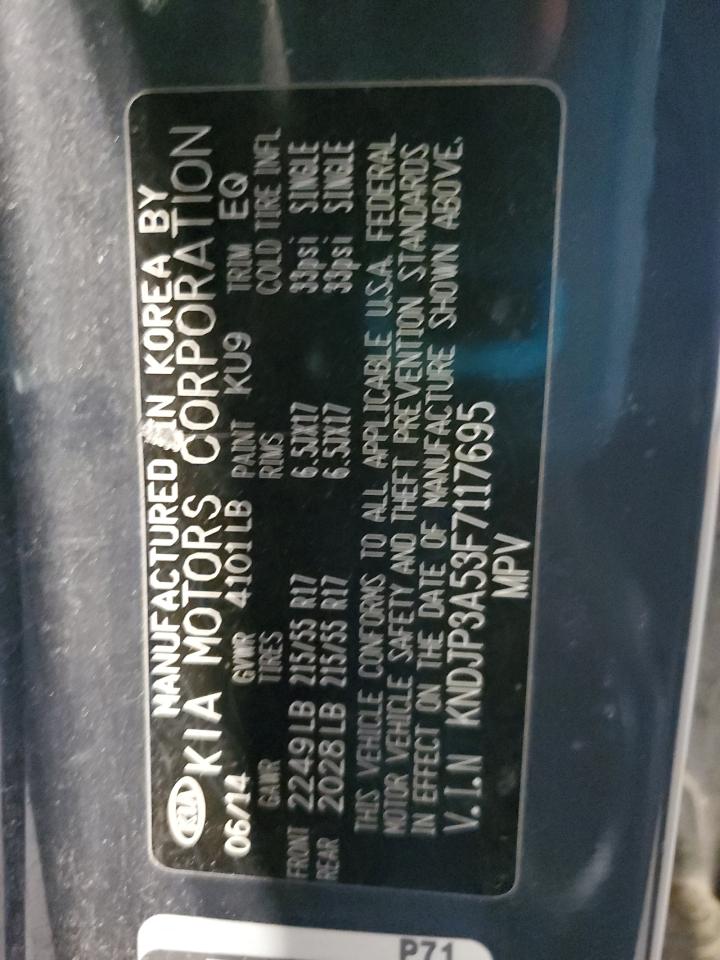 KIA MANUFACTURED IN KOREA BY
KIA MOTORS CORPORATION
06/14 GVWR 4101LB PAINT KU9 TRIM EQ
GAWR TIRES RIMS COLD TIRE INFL
FRONT 2249LB 215/55 R17 6.5JX17 33psi SINGLE
REAR 2028LB 215/55 R17 6.5JX17 33psi SINGLE
THIS VEHICLE CONFORMS TO ALL APPLICABLE U.S.A. FEDERAL
MOTOR VEHICLE SAFETY AND THEFT PREVENTION STANDARDS
IN EFFECT ON THE DATE OF MANUFACTURE SHOWN ABOVE.
V.I.N KNDJP3A53F7117695
MPV
P71